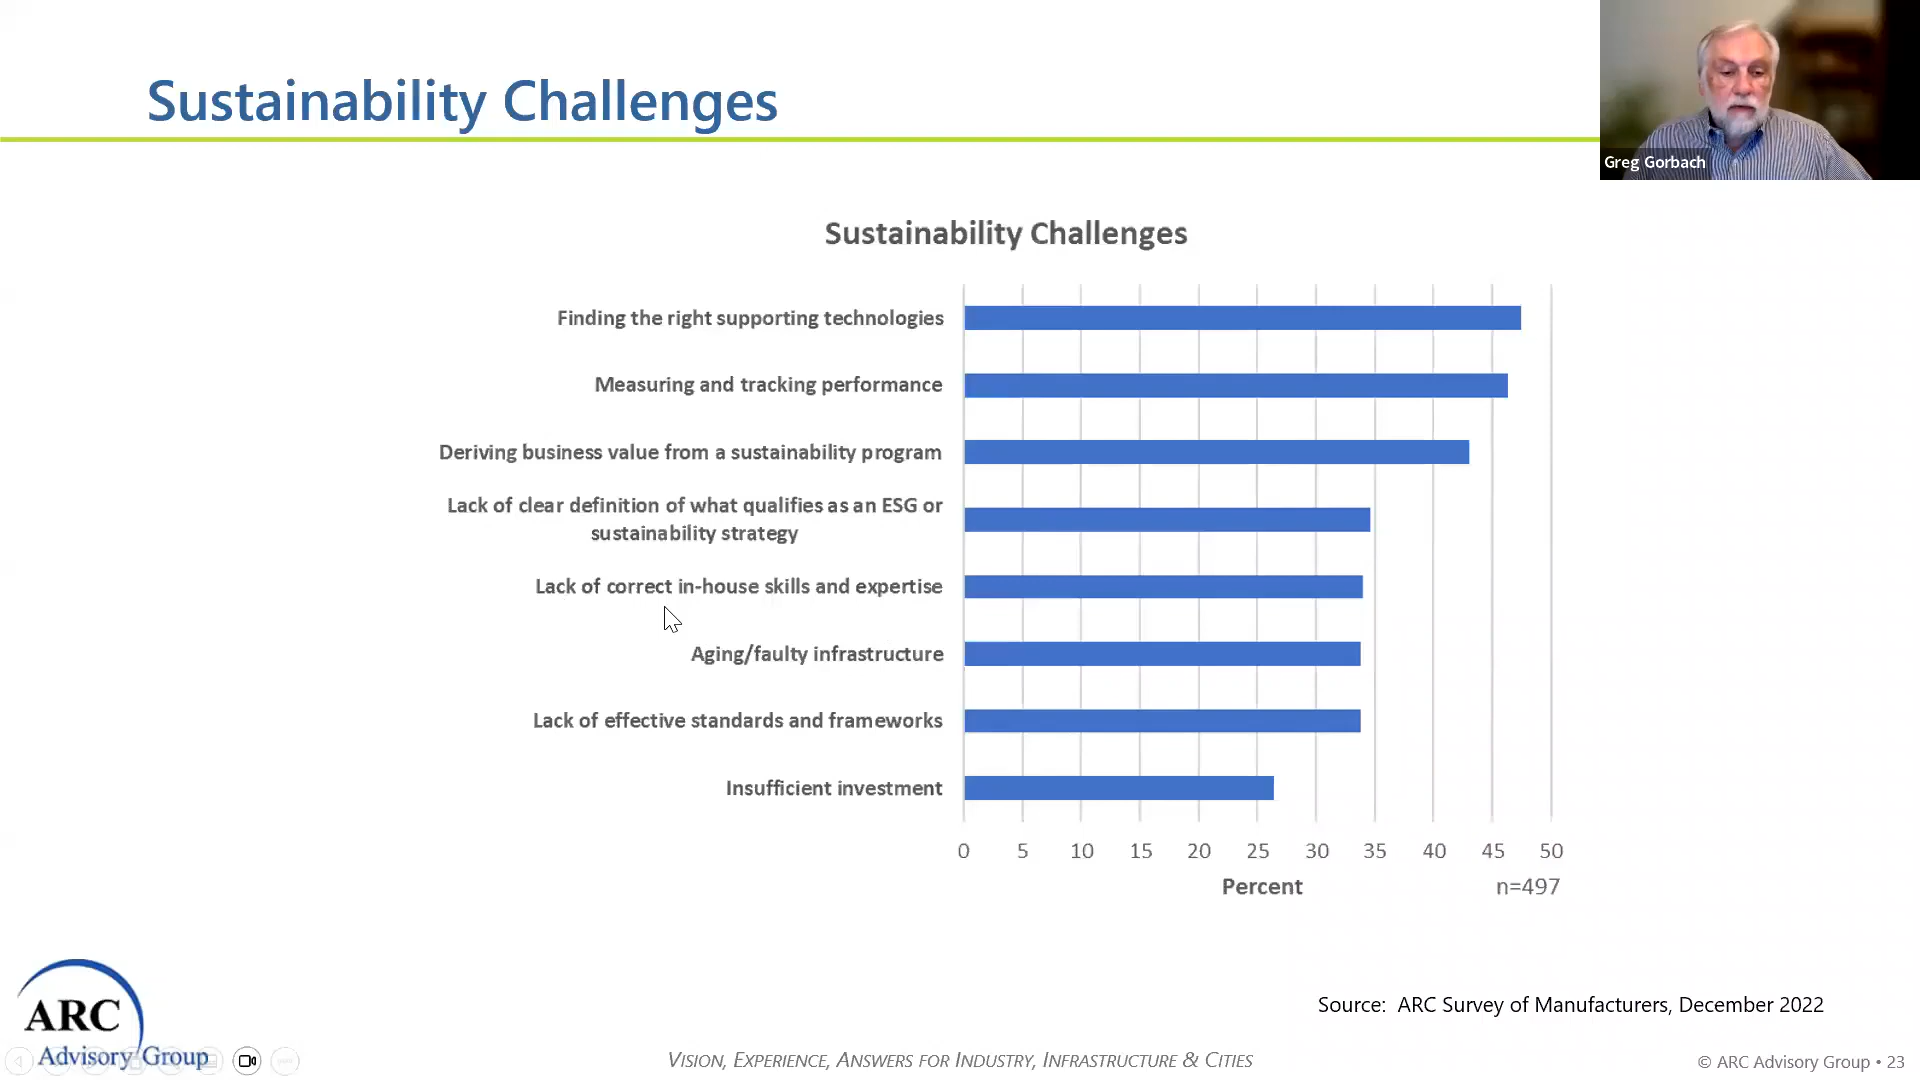 Sustainability Challenges
Greg Gorbach
Sustainability Challenges
Finding the right supporting technologies
Measuring and tracking performance
Deriving business value from a sustainability program
Lack of clear definition of what qualifies as an ESG or
sustainability strategy
Lack of correct in-house skills and expertise
Aging/faulty infrastructure
Lack of effective standards and frameworks
Insufficient investment
0 5 10 15 20 25 30 35 40 45 50
Percent n=497
Source: ARC Survey of Manufacturers, December 2022
ARC
Advisory Group
VISION, EXPERIENCE, ANSWERS FOR INDUSTRY, INFRASTRUCTURE & CITIES
© ARC Advisory Group • 23